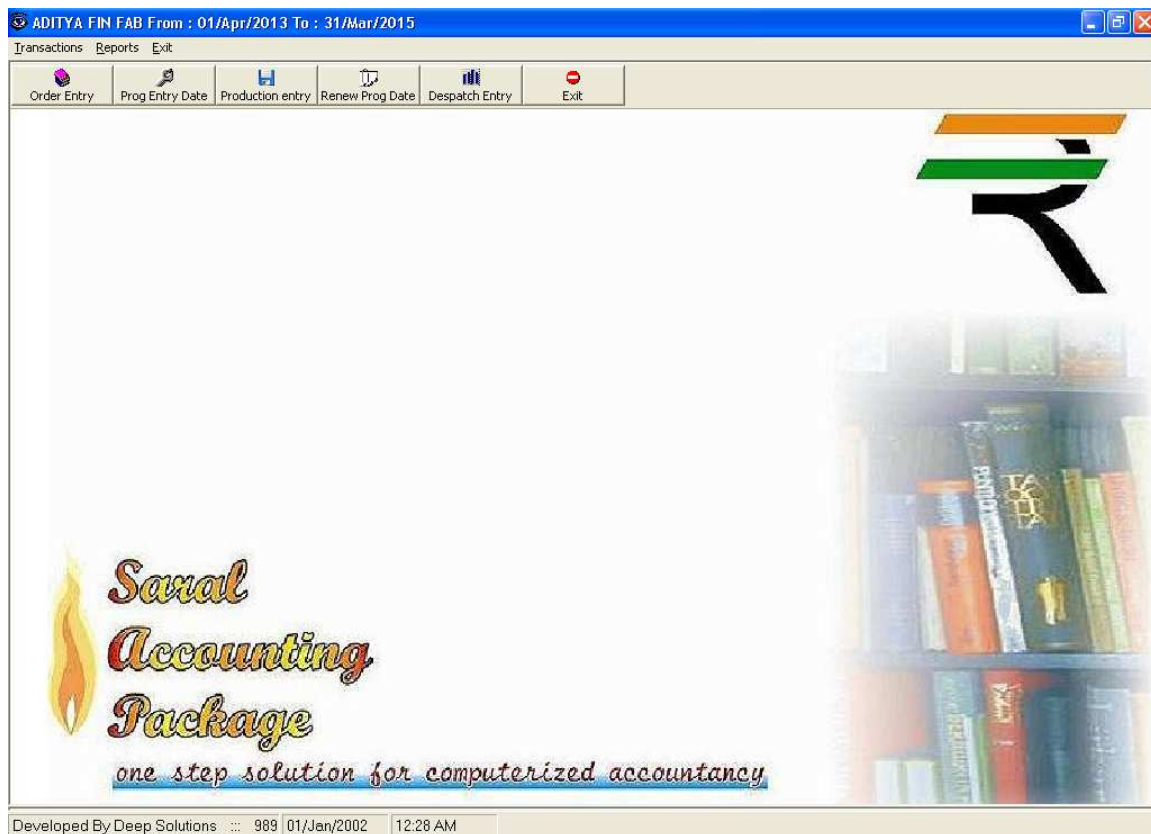 ADITYA FIN FAB From : 01/Apr/2013 To : 31/Mar/2015
Transactions Reports Exit
Order Entry Prog Entry Date Production entry Renew Prog Date Despatch Entry Exit
Saral
Accounting
Package
one step solution for computerized accountancy
Developed By Deep Solutions ::: 989 01/Jan/2002 12:28 AM